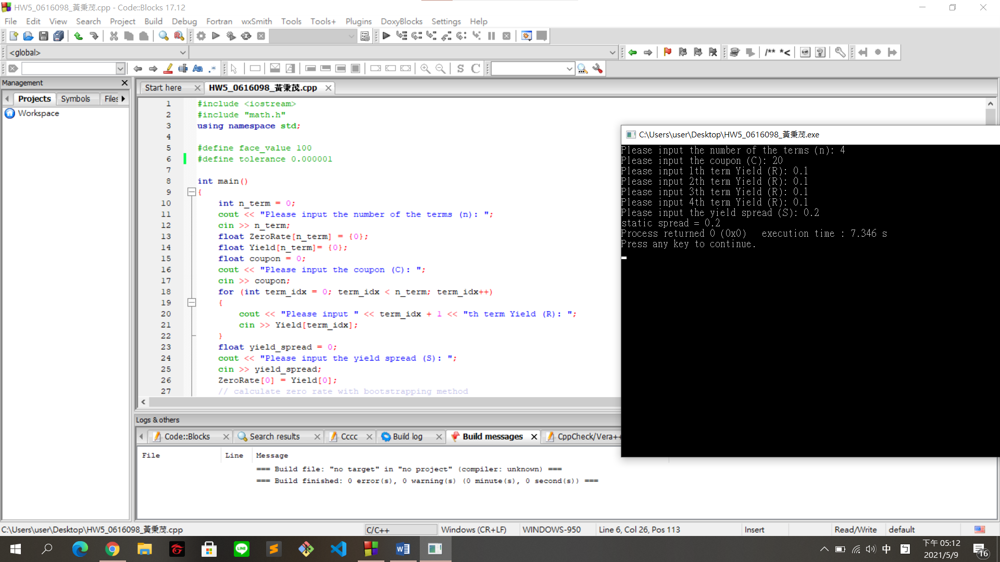 HW5_0616098_黃秉茂.cpp - Code::Blocks 17.12
File Edit View Search Project Build Debug Fortran wxSmith Tools Tools+ Plugins DoxyBlocks Settings Help
<global>
/** *<
S C
Management
Projects Symbols Files
Workspace
Start here HW5_0616098_黃秉茂.cpp
1 #include <iostream>
2 #include "math.h"
3 using namespace std;
4
5 #define face_value 100
6 #define tolerance 0.000001
7
8 int main()
9 {
10 int n_term = 0;
11 cout << "Please input the number of the terms (n): ";
12 cin >> n_term;
13 float ZeroRate[n_term] = {0};
14 float Yield[n_term]= {0};
15 float coupon = 0;
16 cout << "Please input the coupon (C): ";
17 cin >> coupon;
18 for (int term_idx = 0; term_idx < n_term; term_idx++)
19 {
20 cout << "Please input " << term_idx + 1 << "th term Yield (R): ";
21 cin >> Yield[term_idx];
22 }
23 float yield_spread = 0;
24 cout << "Please input the yield spread (S): ";
25 cin >> yield_spread;
26 ZeroRate[0] = Yield[0];
27 // calculate zero rate with bootstrapping method
C:\Users\user\Desktop\HW5_0616098_黃秉茂.exe
Please input the number of the terms (n): 4
Please input the coupon (C): 20
Please input 1th term Yield (R): 0.1
Please input 2th term Yield (R): 0.1
Please input 3th term Yield (R): 0.1
Please input 4th term Yield (R): 0.1
Please input the yield spread (S): 0.2
static spread = 0.2
Process returned 0 (0x0) execution time : 7.346 s
Press any key to continue.
Logs & others
Code::Blocks Search results Cccc Build log Build messages CppCheck/Vera++
File Line Message
=== Build file: "no target" in "no project" (compiler: unknown) ===
=== Build finished: 0 error(s), 0 warning(s) (0 minute(s), 0 second(s)) ===
C:\Users\user\Desktop\HW5_0616098_黃秉茂.cpp C/C++ Windows (CR+LF) WINDOWS-950 Line 6, Col 26, Pos 113 Insert Read/Write default
LINE
中
ㄅ
下午 05:12
2021/5/9
16